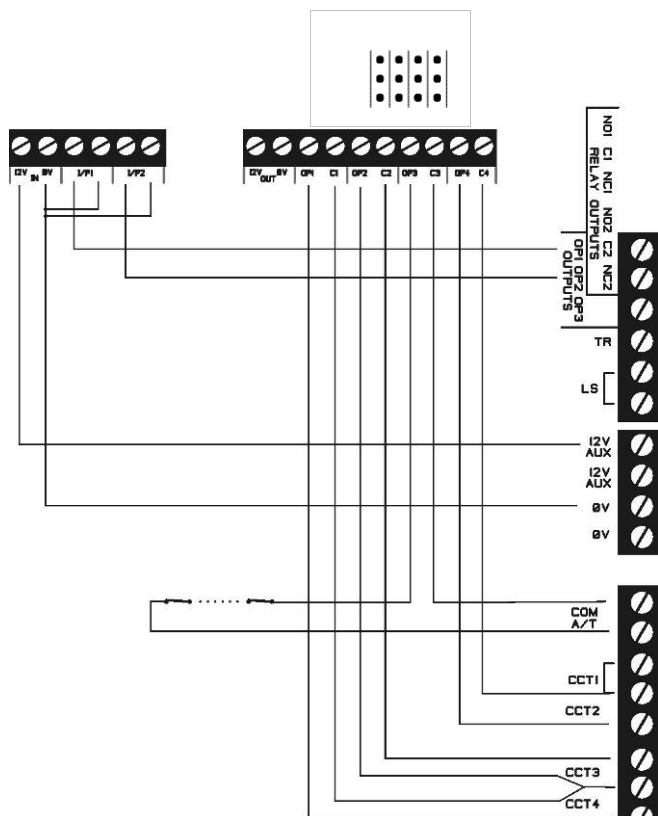 12V 0V I/P1 I/P2
IN
12V 0V OP1 C1 OP2 C2 OP3 C3 OP4 C4
OUT
NO1 C1 NC1 NO2 C2 NC2
RELAY OUTPUTS
OP1 OP2 OP3
OUTPUTS
TR
LS
12V
AUX
12V
AUX
0V
0V
COM
A/T
CCT1
CCT2
CCT3
CCT4